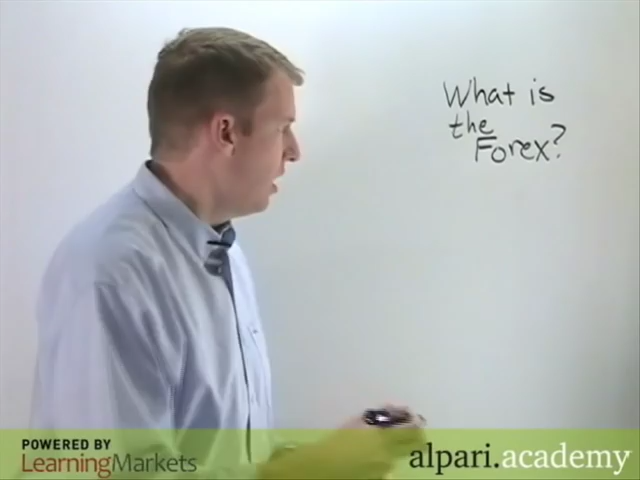 What is
the
Forex?
POWERED BY
LearningMarkets
alpari.academy